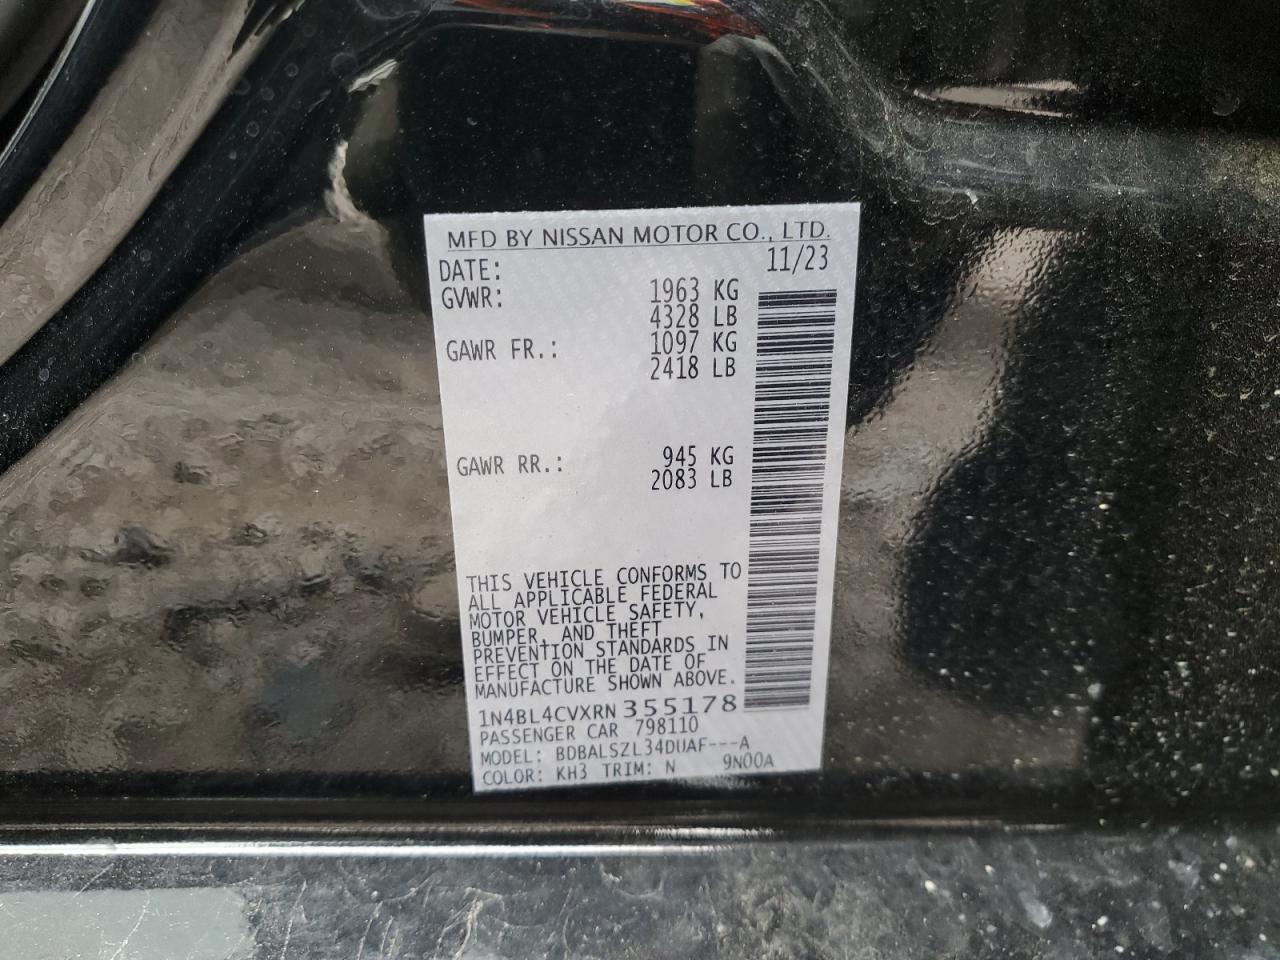 MFD BY NISSAN MOTOR CO., LTD.
DATE: 11/23
GVWR: 1963 KG
4328 LB
GAWR FR.: 1097 KG
2418 LB
GAWR RR.: 945 KG
2083 LB
THIS VEHICLE CONFORMS TO
ALL APPLICABLE FEDERAL
MOTOR VEHICLE SAFETY,
BUMPER, AND THEFT
PREVENTION STANDARDS IN
EFFECT ON THE DATE OF
MANUFACTURE SHOWN ABOVE.
1N4BL4CVXRN355178
PASSENGER CAR 798110
MODEL: BDBALSZL34DUAF---A
COLOR: KH3 TRIM: N 9N00A